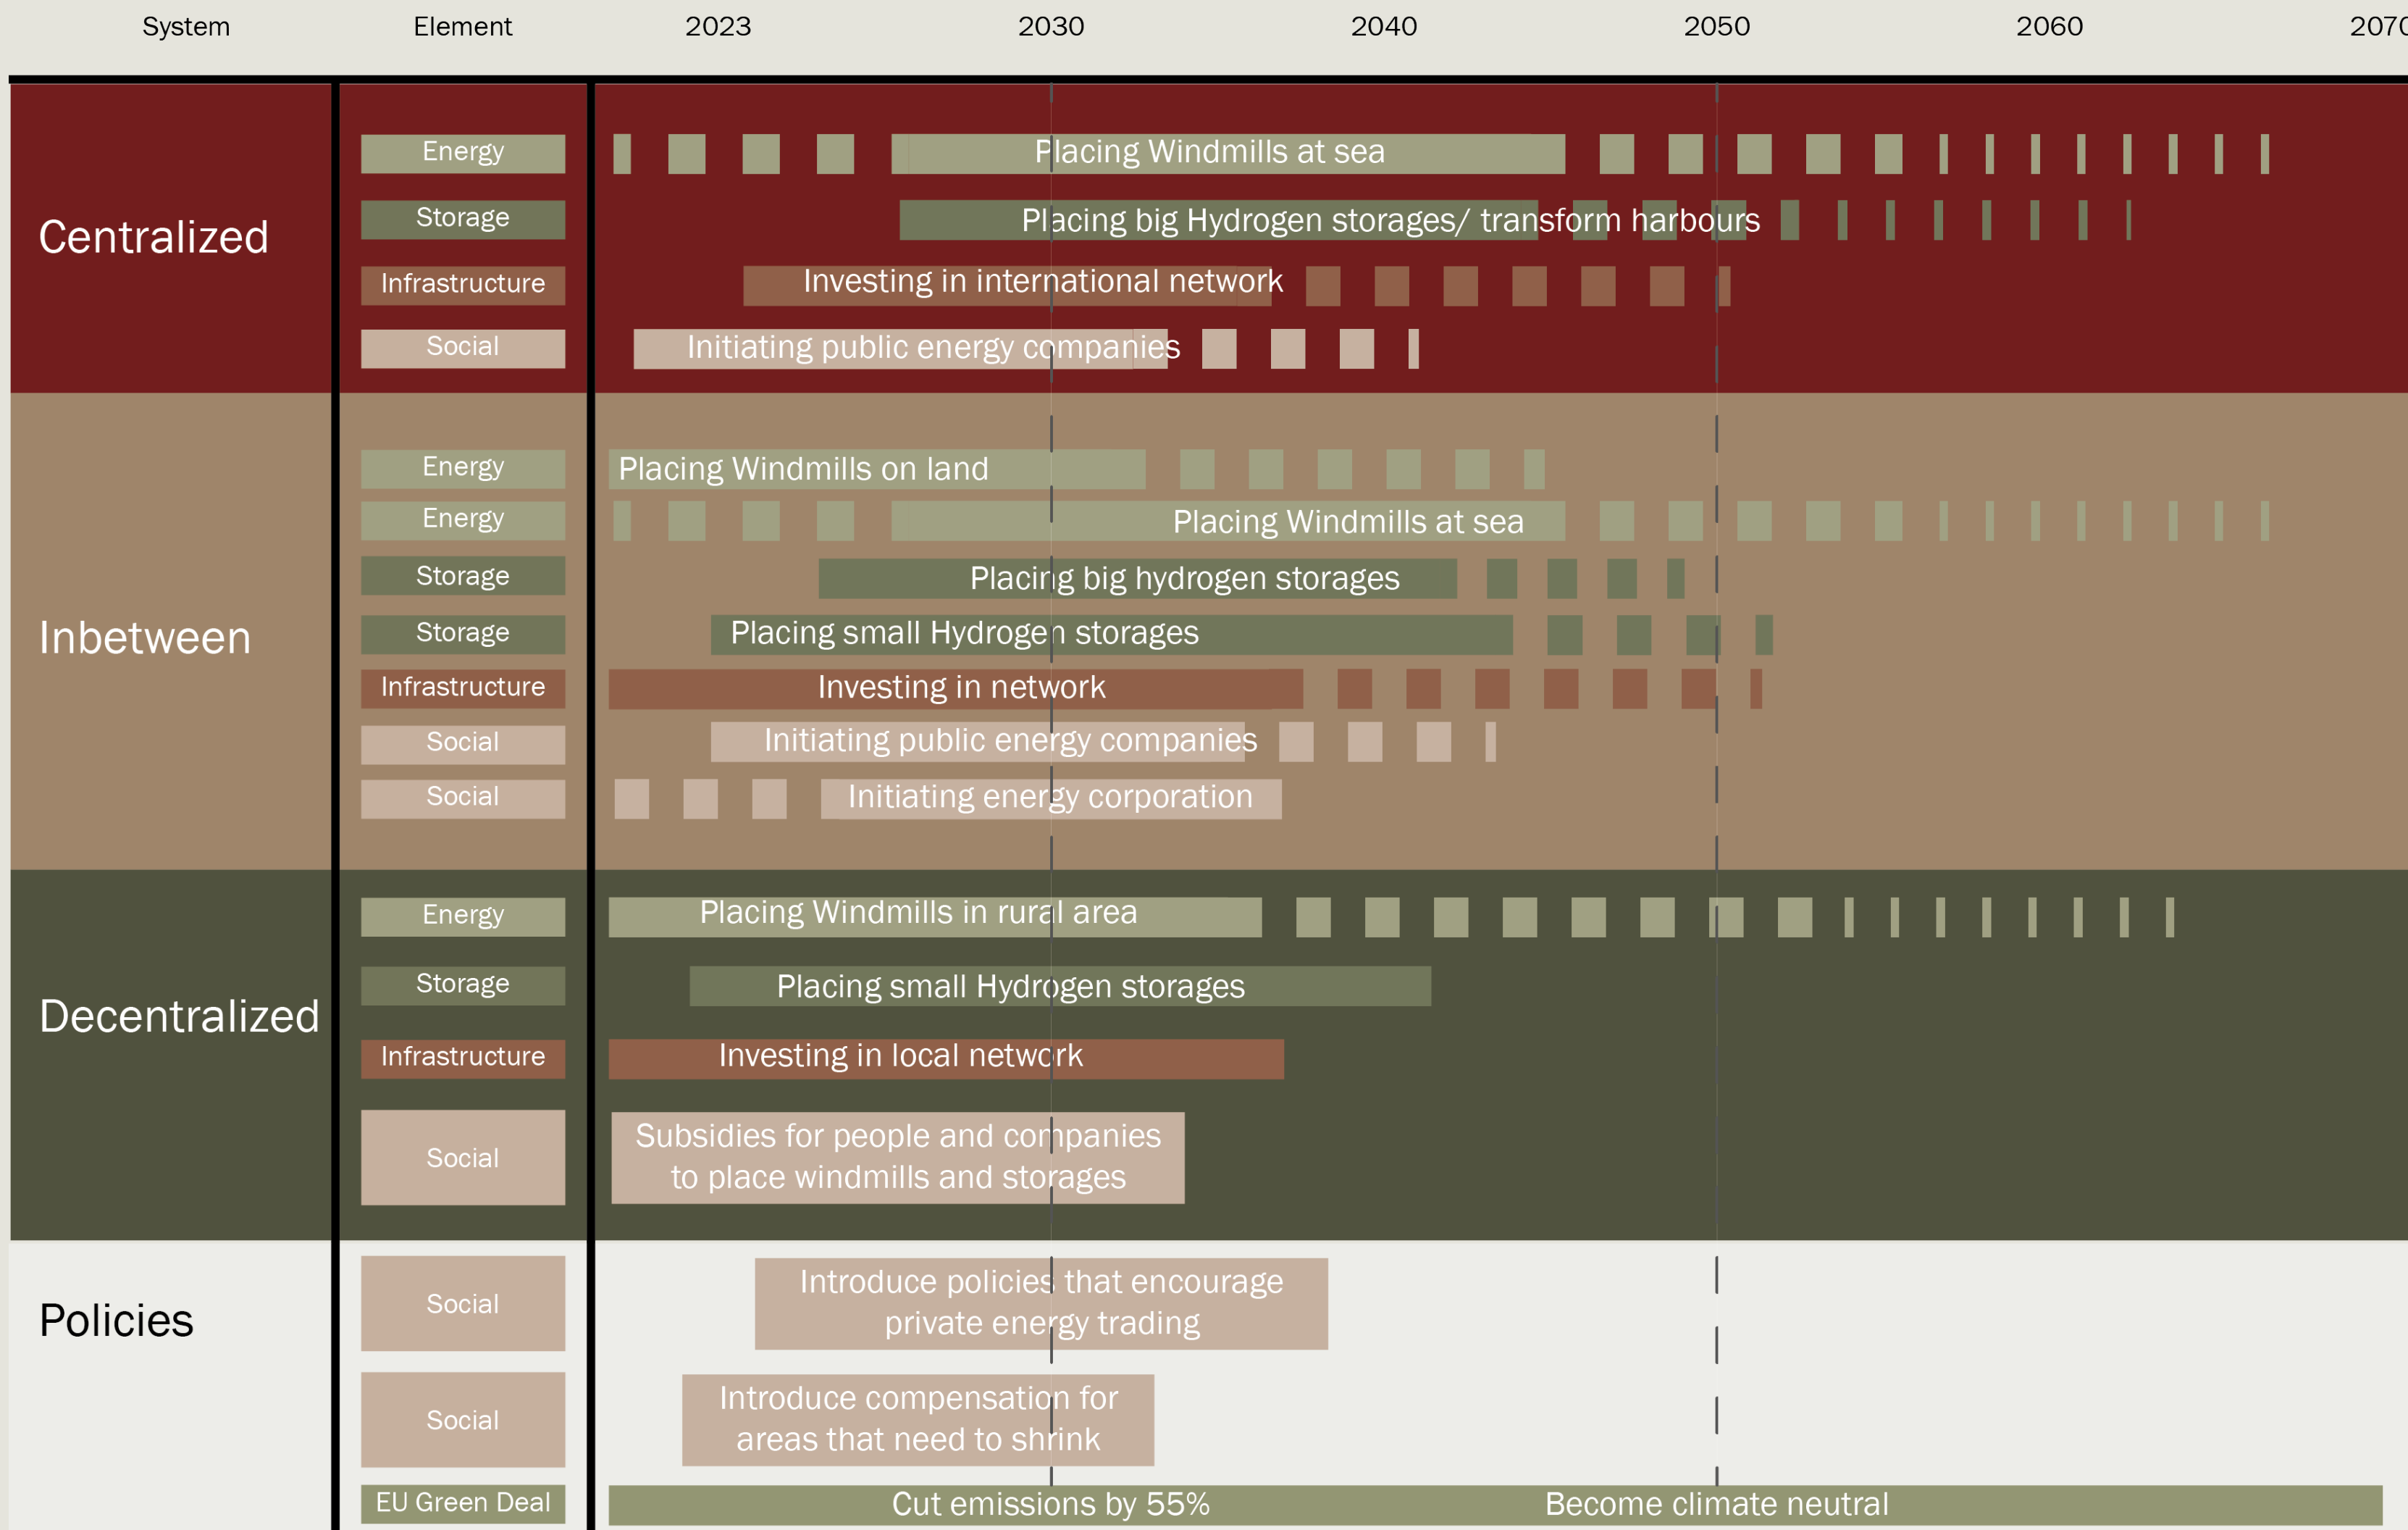 System Element 2023 2030 2040 2050 2060 2070
Centralized
Energy Placing Windmills at sea
Storage Placing big Hydrogen storages/ transform harbours
Infrastructure Investing in international network
Social Initiating public energy companies
Inbetween
Energy Placing Windmills on land
Energy Placing Windmills at sea
Storage Placing big hydrogen storages
Storage Placing small Hydrogen storages
Infrastructure Investing in network
Social Initiating public energy companies
Social Initiating energy corporation
Decentralized
Energy Placing Windmills in rural area
Storage Placing small Hydrogen storages
Infrastructure Investing in local network
Social Subsidies for people and companies
to place windmills and storages
Policies
Social Introduce policies that encourage
private energy trading
Social Introduce compensation for
areas that need to shrink
EU Green Deal Cut emissions by 55% Become climate neutral